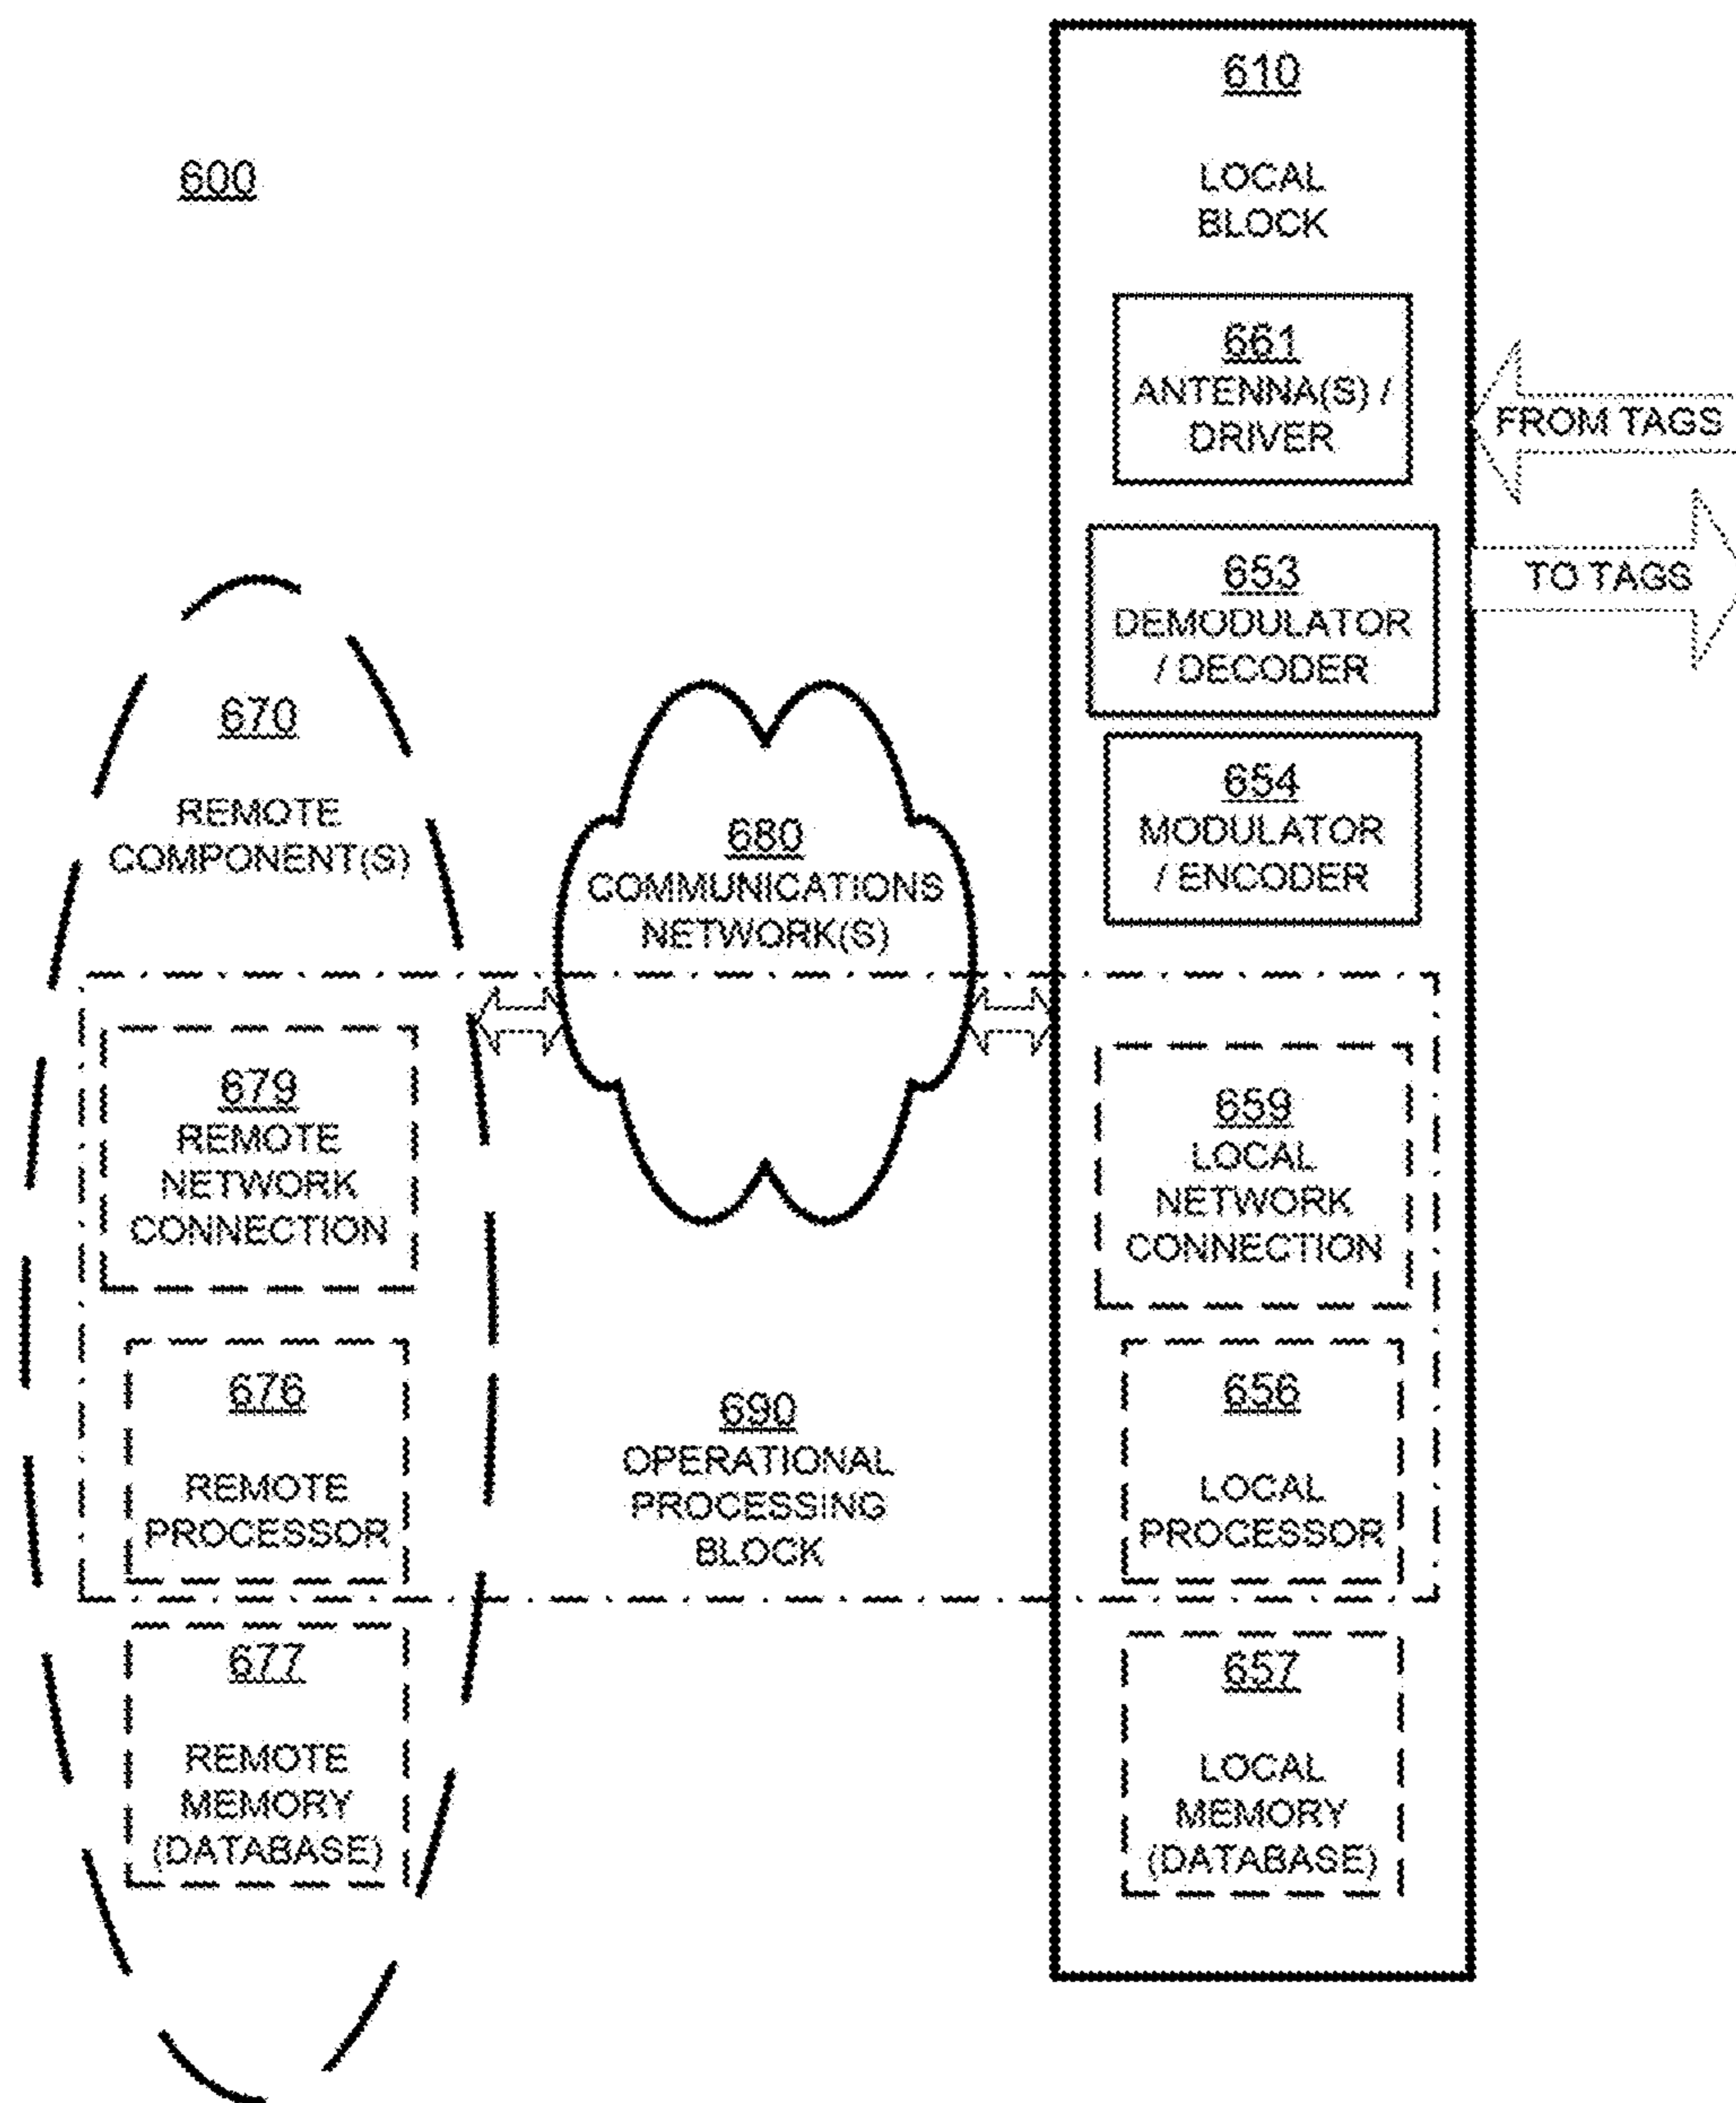 600
610
LOCAL
BLOCK
661
ANTENNA(S) /
DRIVER
FROM TAGS
653
DEMODULATOR
/ DECODER
TO TAGS
654
MODULATOR
/ ENCODER
670
REMOTE
COMPONENT(S)
680
COMMUNICATIONS
NETWORK(S)
679
REMOTE
NETWORK
CONNECTION
659
LOCAL
NETWORK
CONNECTION
676
REMOTE
PROCESSOR
690
OPERATIONAL
PROCESSING
BLOCK
656
LOCAL
PROCESSOR
677
REMOTE
MEMORY
(DATABASE)
657
LOCAL
MEMORY
(DATABASE)